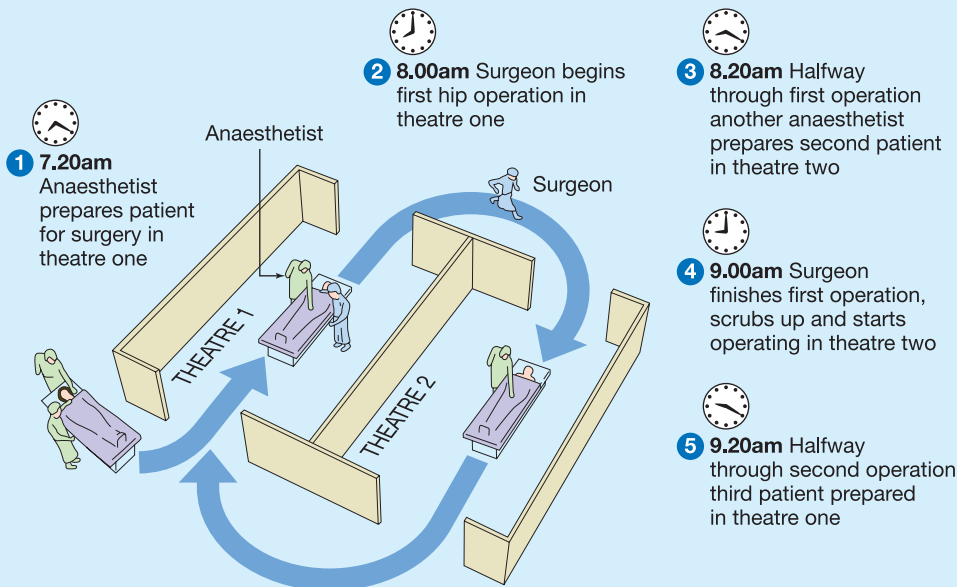 1 7.20am
Anaesthetist
prepares patient
for surgery in
theatre one
Anaesthetist
2 8.00am Surgeon begins
first hip operation in
theatre one
Surgeon
3 8.20am Halfway
through first operation
another anaesthetist
prepares second patient
in theatre two
4 9.00am Surgeon
finishes first operation,
scrubs up and starts
operating in theatre two
5 9.20am Halfway
through second operation
third patient prepared
in theatre one
THEATRE 1
THEATRE 2